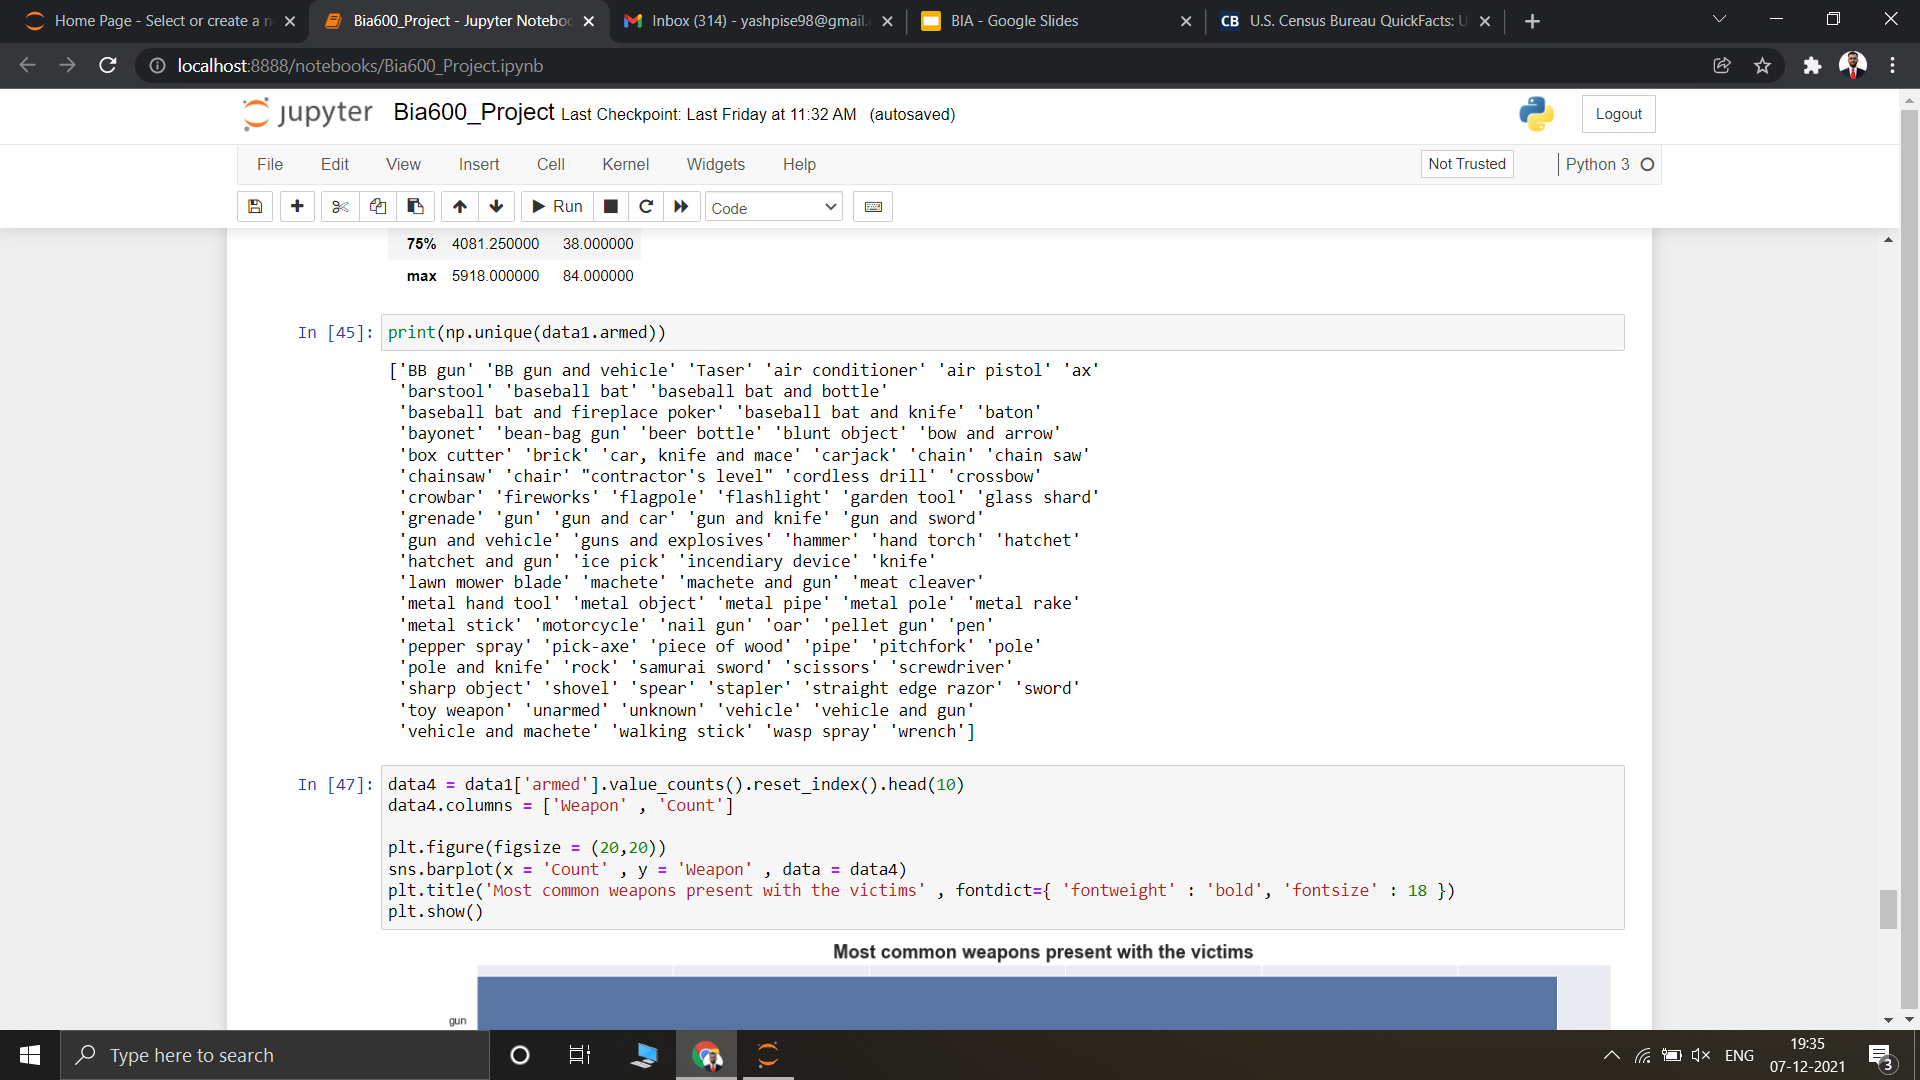 Home Page - Select or create a n
Bia600_Project - Jupyter Noteboo
Inbox (314) - yashpise98@gmail.c
BIA - Google Slides
CB U.S. Census Bureau QuickFacts: U
localhost:8888/notebooks/Bia600_Project.ipynb
jupyter Bia600_Project Last Checkpoint: Last Friday at 11:32 AM (autosaved)
Logout
File Edit View Insert Cell Kernel Widgets Help
Not Trusted
Python 3
Run
Code
75% 4081.250000 38.000000
max 5918.000000 84.000000
In [45]: print(np.unique(data1.armed))
['BB gun' 'BB gun and vehicle' 'Taser' 'air conditioner' 'air pistol' 'ax'
'barstool' 'baseball bat' 'baseball bat and bottle'
'baseball bat and fireplace poker' 'baseball bat and knife' 'baton'
'bayonet' 'bean-bag gun' 'beer bottle' 'blunt object' 'bow and arrow'
'box cutter' 'brick' 'car, knife and mace' 'carjack' 'chain' 'chain saw'
'chainsaw' 'chair' "contractor's level" 'cordless drill' 'crossbow'
'crowbar' 'fireworks' 'flagpole' 'flashlight' 'garden tool' 'glass shard'
'grenade' 'gun' 'gun and car' 'gun and knife' 'gun and sword'
'gun and vehicle' 'guns and explosives' 'hammer' 'hand torch' 'hatchet'
'hatchet and gun' 'ice pick' 'incendiary device' 'knife'
'lawn mower blade' 'machete' 'machete and gun' 'meat cleaver'
'metal hand tool' 'metal object' 'metal pipe' 'metal pole' 'metal rake'
'metal stick' 'motorcycle' 'nail gun' 'oar' 'pellet gun' 'pen'
'pepper spray' 'pick-axe' 'piece of wood' 'pipe' 'pitchfork' 'pole'
'pole and knife' 'rock' 'samurai sword' 'scissors' 'screwdriver'
'sharp object' 'shovel' 'spear' 'stapler' 'straight edge razor' 'sword'
'toy weapon' 'unarmed' 'unknown' 'vehicle' 'vehicle and gun'
'vehicle and machete' 'walking stick' 'wasp spray' 'wrench']
In [47]: data4 = data1['armed'].value_counts().reset_index().head(10)
data4.columns = ['Weapon' , 'Count']
plt.figure(figsize = (20,20))
sns.barplot(x = 'Count' , y = 'Weapon' , data = data4)
plt.title('Most common weapons present with the victims' , fontdict={ 'fontweight' : 'bold', 'fontsize' : 18 })
plt.show()
Most common weapons present with the victims
gun
Type here to search
ENG
19:35
07-12-2021
3